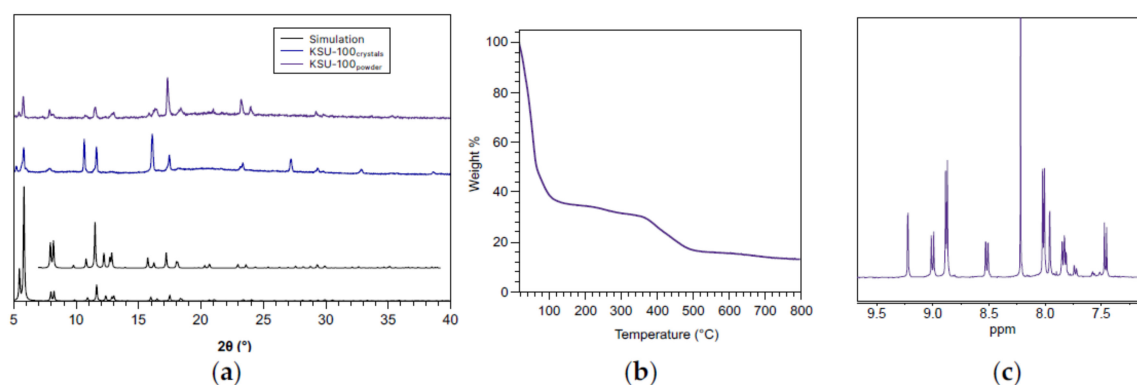 Simulation
KSU-100crystals
KSU-100powder
5 10 15 20 25 30 35 40
2θ (°)
(a)
100
80
60
40
20
0
Weight %
100 200 300 400 500 600 700 800
Temperature (°C)
(b)
9.5 9.0 8.5 8.0 7.5
ppm
(c)